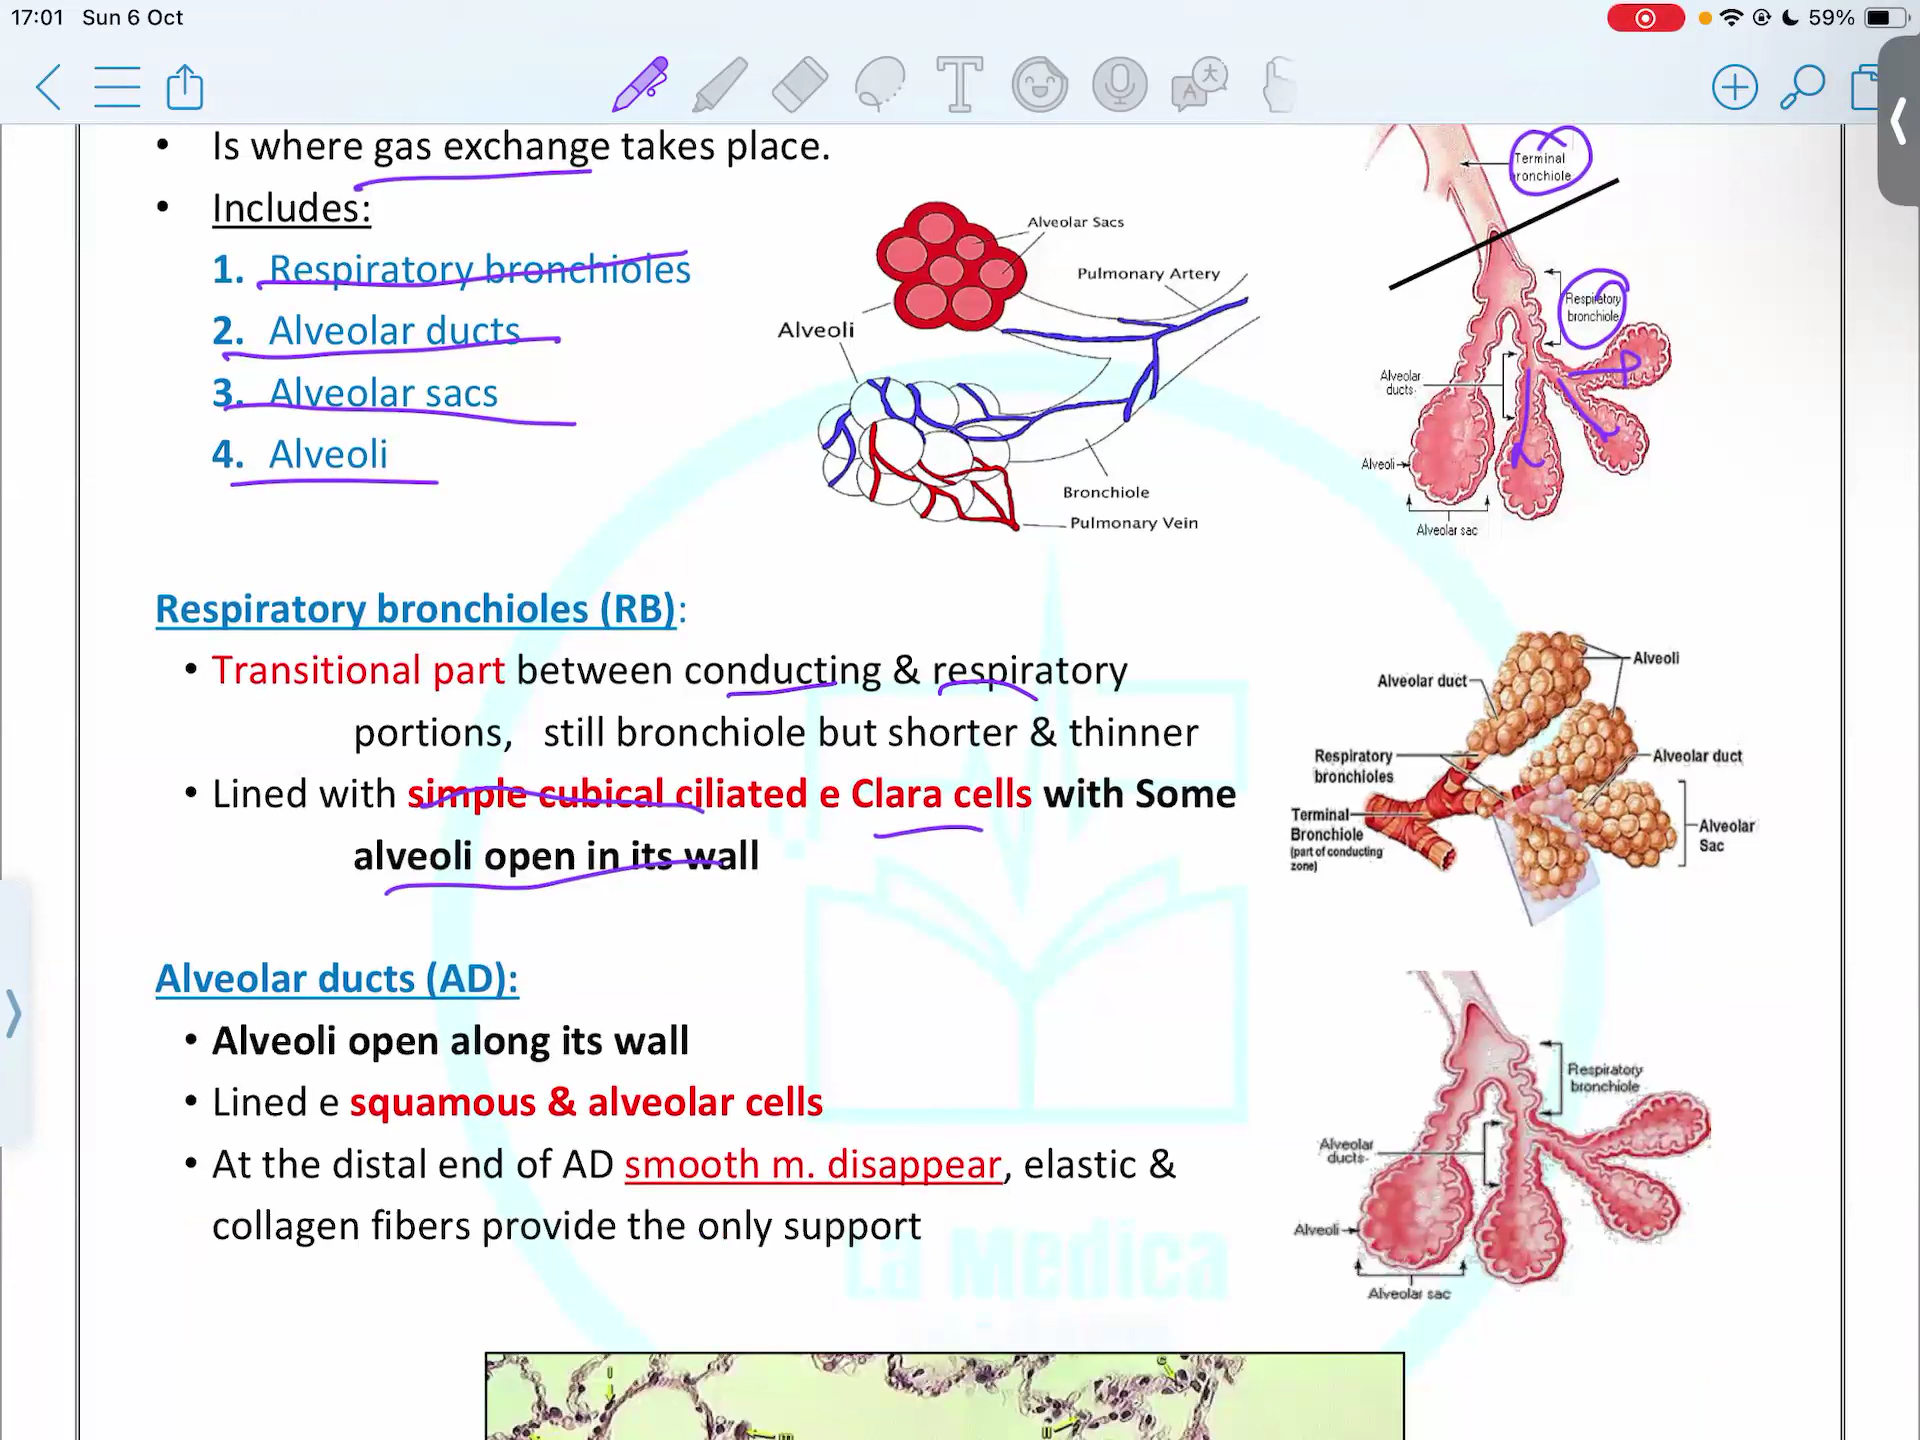 17:01 Sun 6 Oct
59%
• Is where gas exchange takes place.
• Includes:
1. Respiratory bronchioles
2. Alveolar ducts
3. Alveolar sacs
4. Alveoli
Alveolar Sacs
Pulmonary Artery
Alveoli
Bronchiole
Pulmonary Vein
Terminal
bronchiole
Respiratory
bronchiole
Alveolar
ducts
Alveoli
Alveolar sac
Respiratory bronchioles (RB):
• Transitional part between conducting & respiratory
portions, still bronchiole but shorter & thinner
• Lined with simple cubical ciliated e Clara cells with Some
alveoli open in its wall
Alveoli
Alveolar duct
Respiratory
bronchioles
Alveolar duct
Terminal
Bronchiole
(part of conducting
zone)
Alveolar
Sac
Alveolar ducts (AD):
• Alveoli open along its wall
• Lined e squamous & alveolar cells
• At the distal end of AD smooth m. disappear, elastic &
collagen fibers provide the only support
Respiratory
bronchiole
Alveolar
ducts
Alveoli
Alveolar sac
La Medica